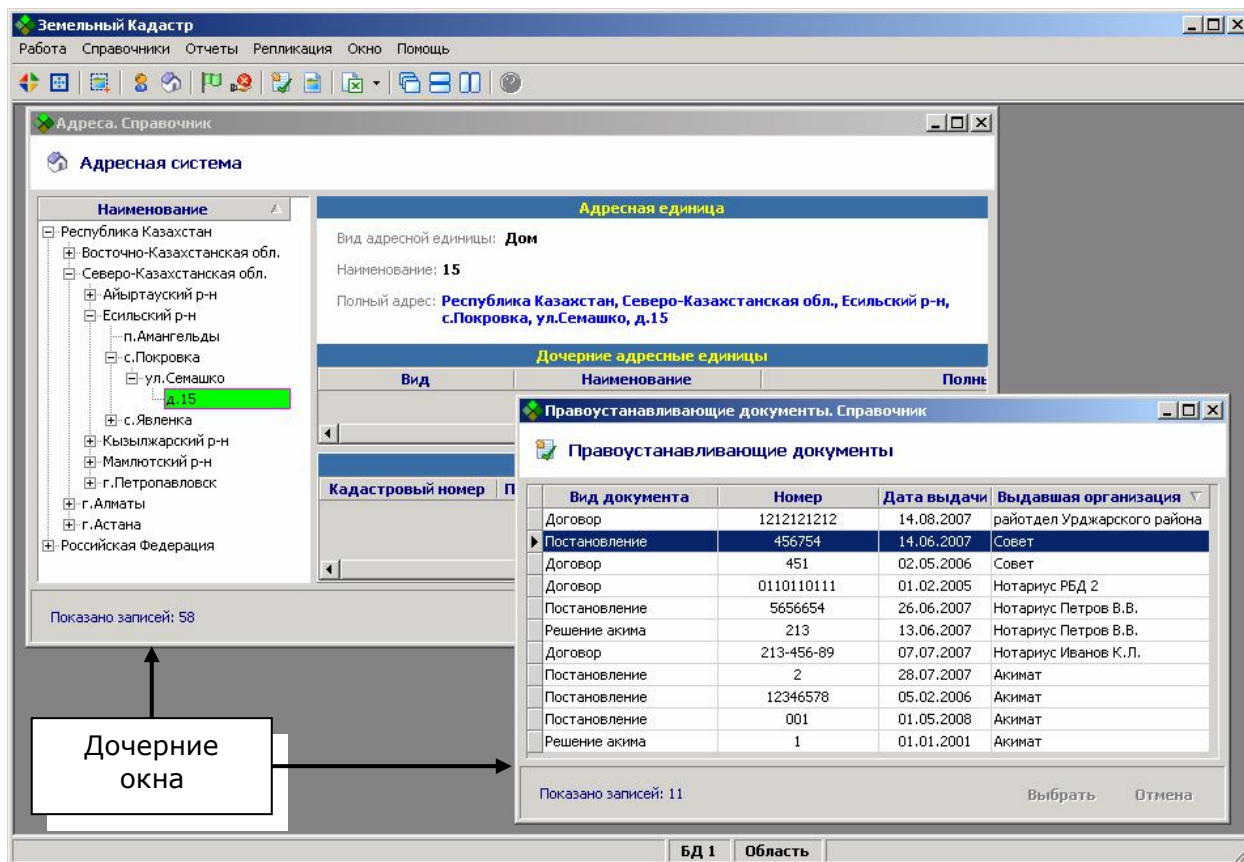 Земельный Кадастр
Работа Справочники Отчеты Репликация Окно Помощь
Адреса. Справочник
Адресная система
Наименование
Республика Казахстан
Восточно-Казахстанская обл.
Северо-Казахстанская обл.
Айыртауский р-н
Есильский р-н
п.Амангельды
с.Покровка
ул.Семашко
д.15
с.Явленка
Кызылжарский р-н
Мамлютский р-н
г.Петропавловск
г.Алматы
г.Астана
Российская Федерация
Адресная единица
Вид адресной единицы: Дом
Наименование: 15
Полный адрес: Республика Казахстан, Северо-Казахстанская обл., Есильский р-н,
с.Покровка, ул.Семашко, д.15
Дочерние адресные единицы
Вид Наименование Полны
Кадастровый номер П
Показано записей: 58
Правоустанавливающие документы. Справочник
Правоустанавливающие документы
Вид документа Номер Дата выдачи Выдавшая организация
Договор 1212121212 14.08.2007 райотдел Урджарского района
Постановление 456754 14.06.2007 Совет
Договор 451 02.05.2006 Совет
Договор 0110110111 01.02.2005 Нотариус РБД 2
Постановление 5656654 26.06.2007 Нотариус Петров В.В.
Решение акима 213 13.06.2007 Нотариус Петров В.В.
Договор 213-456-89 07.07.2007 Нотариус Иванов К.Л.
Постановление 2 28.07.2007 Акимат
Постановление 12346578 05.02.2006 Акимат
Постановление 001 01.05.2008 Акимат
Решение акима 1 01.01.2001 Акимат
Показано записей: 11
Выбрать Отмена
Дочерние
окна
БД 1 Область